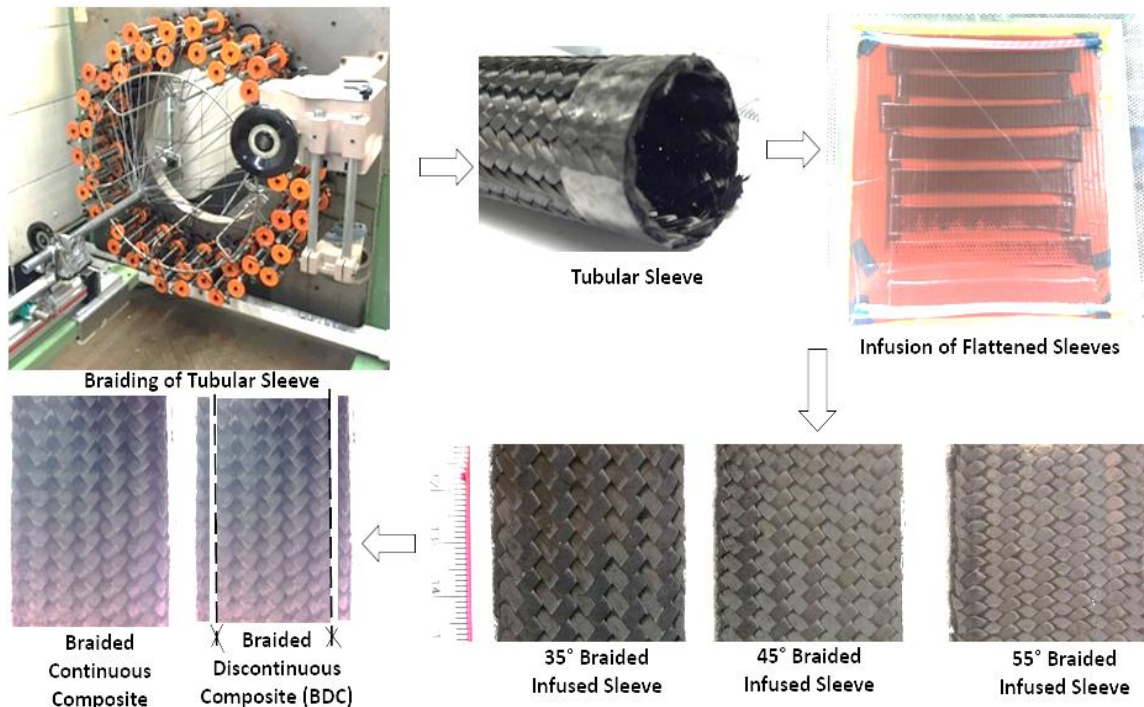 Braiding of Tubular Sleeve
Tubular Sleeve
Infusion of Flattened Sleeves
35° Braided
Infused Sleeve
45° Braided
Infused Sleeve
55° Braided
Infused Sleeve
Braided
Continuous
Composite
Braided
Discontinuous
Composite (BDC)